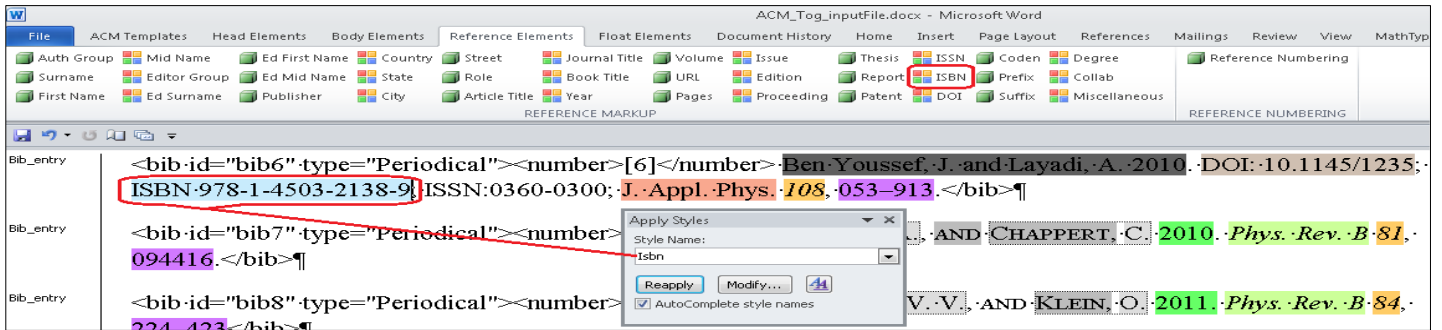 W
ACM_Tog_inputFile.docx - Microsoft Word
File ACM Templates Head Elements Body Elements Reference Elements Float Elements Document History Home Insert Page Layout References Mailings Review View MathTyp
Auth Group Mid Name Ed First Name Country Street Journal Title Volume Issue Thesis ISSN Coden Degree Reference Numbering
Surname Editor Group Ed Mid Name State Role Book Title URL Edition Report ISBN Prefix Collab
First Name Ed Surname Publisher City Article Title Year Pages Proceeding Patent DOI Suffix Miscellaneous
REFERENCE MARKUP REFERENCE NUMBERING
Bib_entry <bib·id="bib6"·type="Periodical"><number>[6]</number>·Ben·Youssef,·J.·and·Layadi,·A.·2010.·DOI:·10.1145/1235;·
ISBN·978-1-4503-2138-9;·ISSN:0360-0300;·J.·Appl.·Phys.·108,·053–913.</bib>¶
Apply Styles
Style Name:
Isbn
Reapply Modify...
AutoComplete style names
Bib_entry <bib·id="bib7"·type="Periodical"><number> ,·AND·CHAPPERT,·C.·2010.·Phys.·Rev.·B·81,·
094416.</bib>¶
Bib_entry <bib·id="bib8"·type="Periodical"><number> V.·V.,·AND·KLEIN,·O.·2011.·Phys.·Rev.·B·84,·
224–423</bib>¶